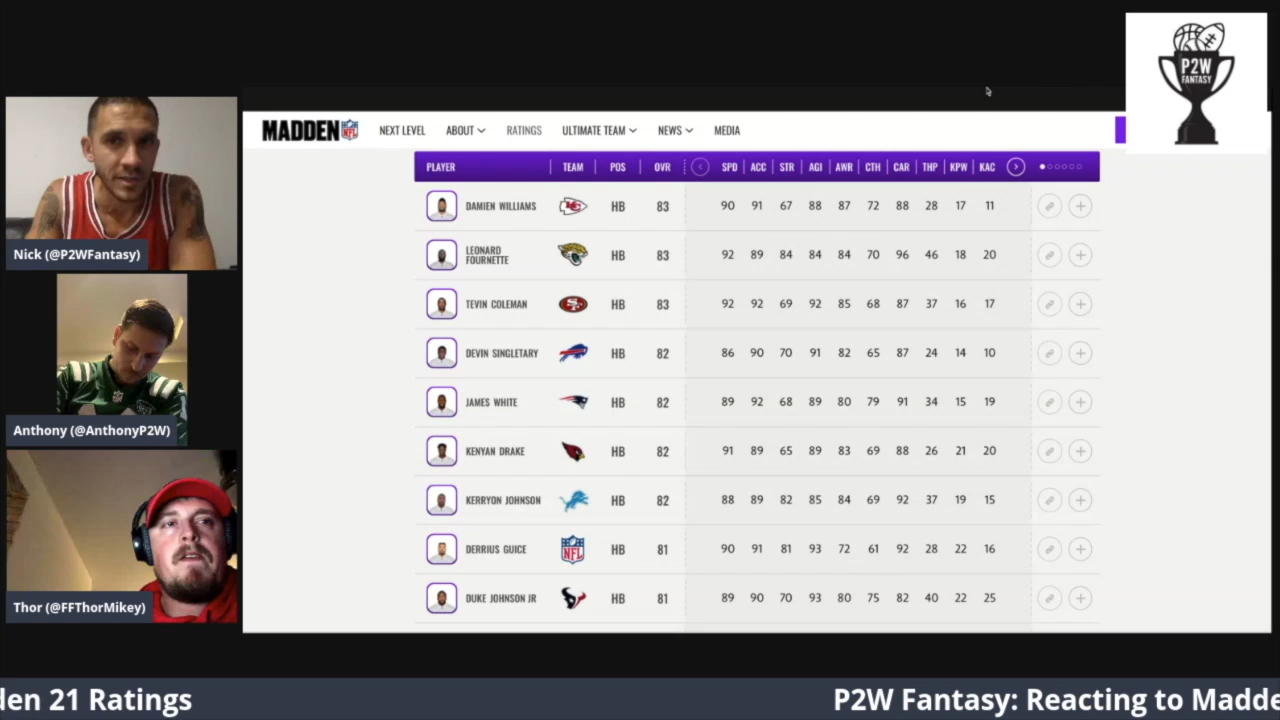 P2W
FANTASY
MADDEN NFL NEXT LEVEL ABOUT RATINGS ULTIMATE TEAM NEWS MEDIA
PLAYER TEAM POS OVR SPD ACC STR AGI AWR CTH CAR THP KPW KAC
DAMIEN WILLIAMS KC HB 83 90 91 67 88 87 72 88 28 17 11
LEONARD
FOURNETTE HB 83 92 89 84 84 84 70 96 46 18 20
TEVIN COLEMAN SF HB 83 92 92 69 92 85 68 87 37 16 17
DEVIN SINGLETARY HB 82 86 90 70 91 82 65 87 24 14 10
JAMES WHITE HB 82 89 92 68 89 80 79 91 34 15 19
KENYAN DRAKE HB 82 91 89 65 89 83 69 88 26 21 20
KERRYON JOHNSON HB 82 88 89 82 85 84 69 92 37 19 15
DERRIUS GUICE NFL HB 81 90 91 81 93 72 61 92 28 22 16
DUKE JOHNSON JR HB 81 89 90 70 93 80 75 82 40 22 25
Nick (@P2WFantasy)
Anthony (@AnthonyP2W)
Thor (@FFThorMikey)
den 21 Ratings P2W Fantasy: Reacting to Madde